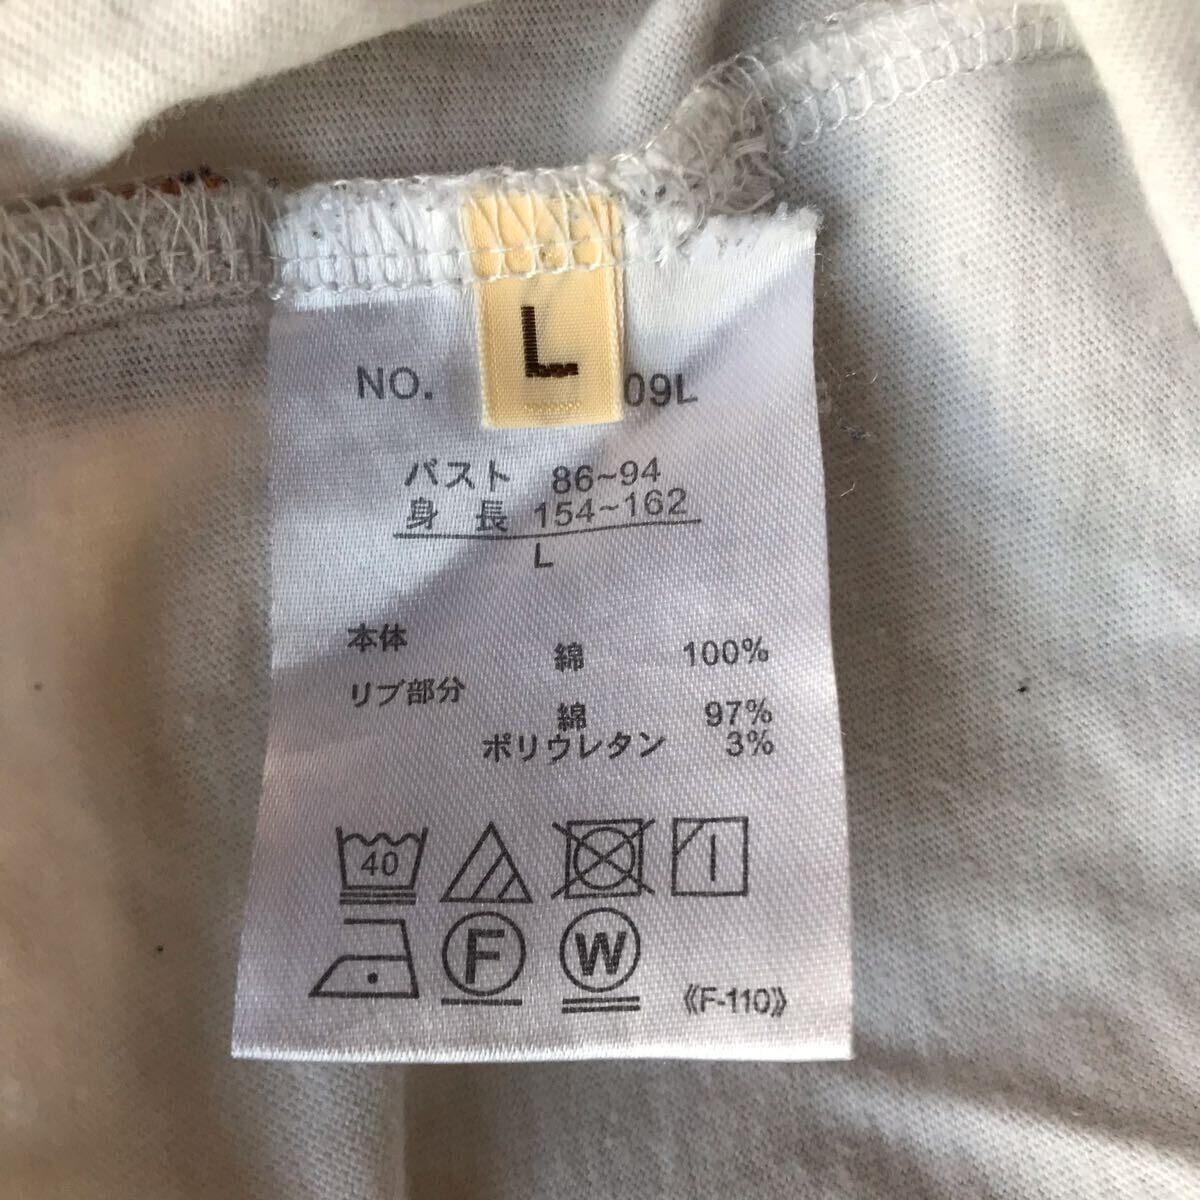 L
NO. 09L
バスト 86~94
身長 154~162
L
本体
綿 100%
リブ部分
綿 97%
ポリウレタン 3%
40
F
W
《F-110》